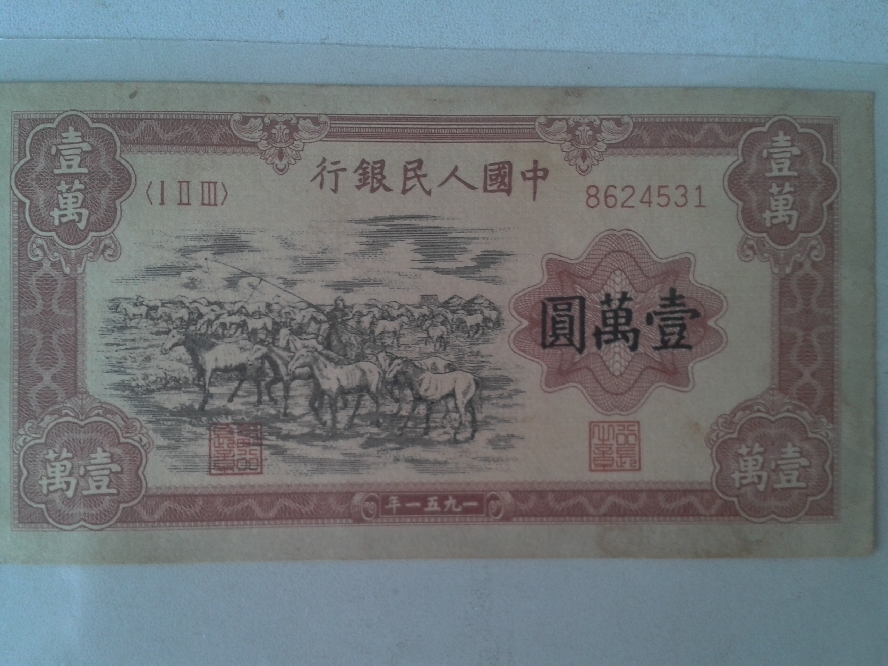 中國人民銀行
〈I II III〉
8624531
壹萬
壹萬
壹萬圓
壹萬
壹萬
一九五一年